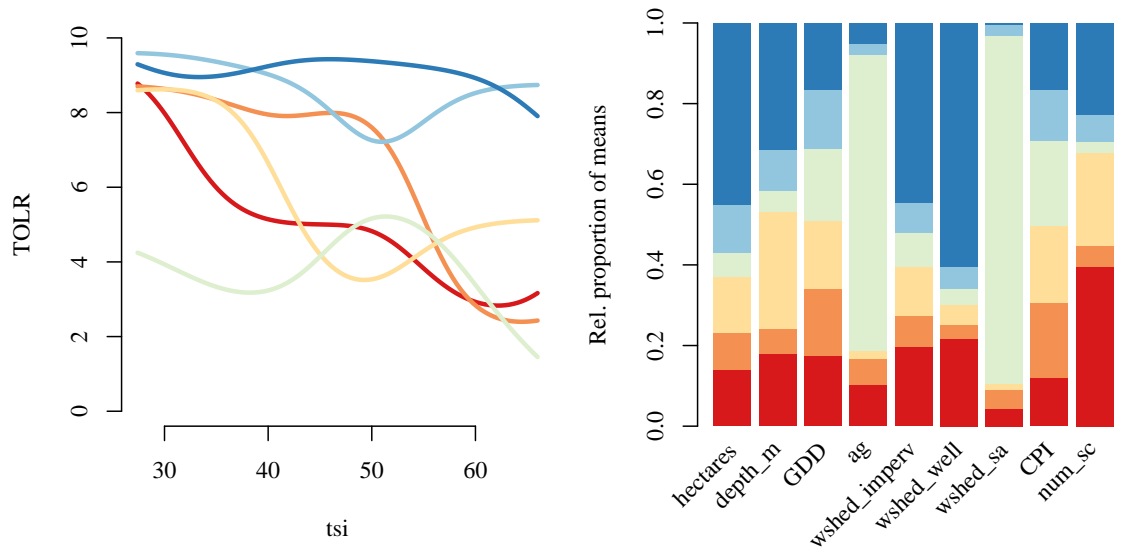 TOLR
10
8
6
4
2
0
30 40 50 60
tsi
Rel. proportion of means
1.0
0.8
0.6
0.4
0.2
0.0
hectares
depth_m
GDD
ag
wshed_imperv
wshed_well
wshed_sa
CPI
num_sc